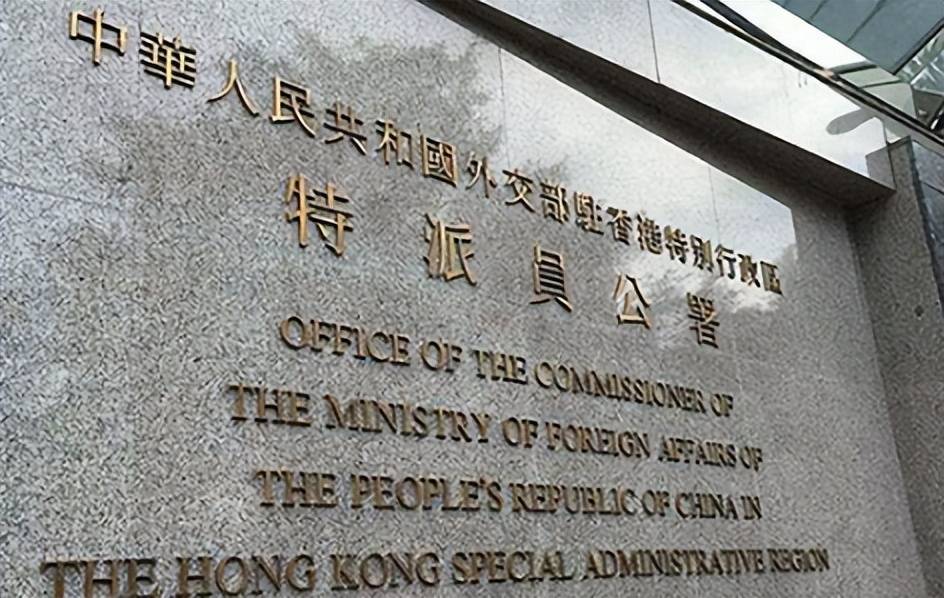 中華人民共和國外交部駐香港特別行政區
特派員公署
OFFICE OF THE COMMISSIONER OF
THE MINISTRY OF FOREIGN AFFAIRS OF
THE PEOPLE'S REPUBLIC OF CHINA IN
THE HONG KONG SPECIAL ADMINISTRATIVE REGION